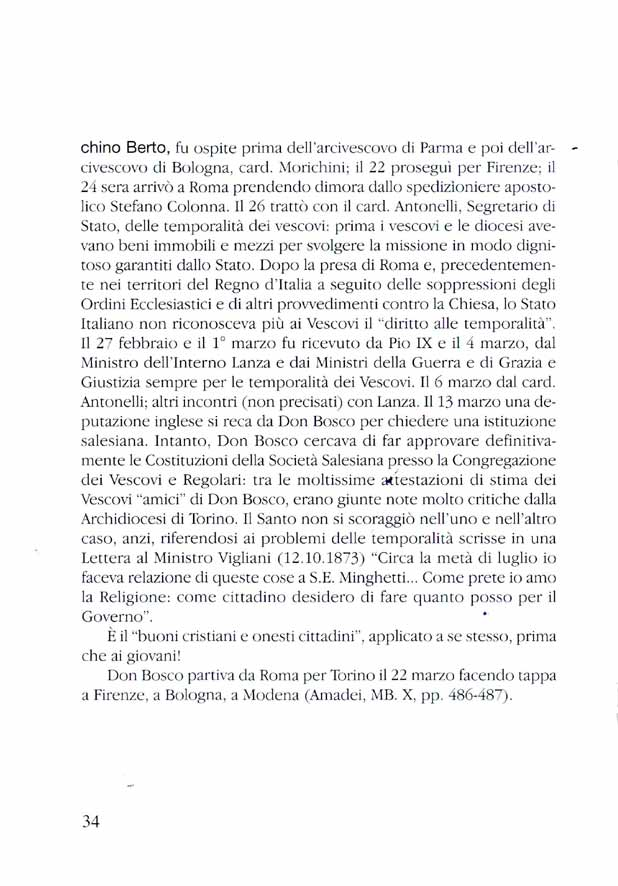 chino Berto, fu ospite prima dell'arcivescovo di Parma e poi dell'ar-
civescovo di Bologna, card. Morichini; il 22 proseguì per Firenze; il
24 sera arrivò a Roma prendendo dimora dallo spedizioniere aposto-
lico Stefano Colonna. Il 26 trattò con il card. Antonelli, Segretario di
Stato, delle temporalità dei vescovi: prima i vescovi e le diocesi ave-
vano beni immobili e mezzi per svolgere la missione in modo digni-
toso garantiti dallo Stato. Dopo la presa di Roma e, precedentemen-
te nei territori del Regno d'Italia a seguito delle soppressioni degli
Ordini Ecclesiastici e di altri provvedimenti contro la Chiesa, lo Stato
Italiano non riconosceva più ai Vescovi il "diritto alle temporalità".
Il 27 febbraio e il 1° marzo fu ricevuto da Pio IX e il 4 marzo, dal
Ministro dell'Interno Lanza e dai Ministri della Guerra e di Grazia e
Giustizia sempre per le temporalità dei Vescovi. Il 6 marzo dal card.
Antonelli; altri incontri (non precisati) con Lanza. Il 13 marzo una de-
putazione inglese si reca da Don Bosco per chiedere una istituzione
salesiana. Intanto, Don Bosco cercava di far approvare definitiva-
mente le Costituzioni della Società Salesiana presso la Congregazione
dei Vescovi e Regolari: tra le moltissime attestazioni di stima dei
Vescovi "amici" di Don Bosco, erano giunte note molto critiche dalla
Archidiocesi di Torino. Il Santo non si scoraggiò nell'uno e nell'altro
caso, anzi, riferendosi ai problemi delle temporalità scrisse in una
Lettera al Ministro Vigliani (12.10.1873) "Circa la metà di luglio io
faceva relazione di queste cose a S.E. Minghetti... Come prete io amo
la Religione: come cittadino desidero di fare quanto posso per il
Governo".
È il "buoni cristiani e onesti cittadini", applicato a se stesso, prima
che ai giovani!
Don Bosco partiva da Roma per Torino il 22 marzo facendo tappa
a Firenze, a Bologna, a Modena (Amadei, MB. X, pp. 486-487).
34